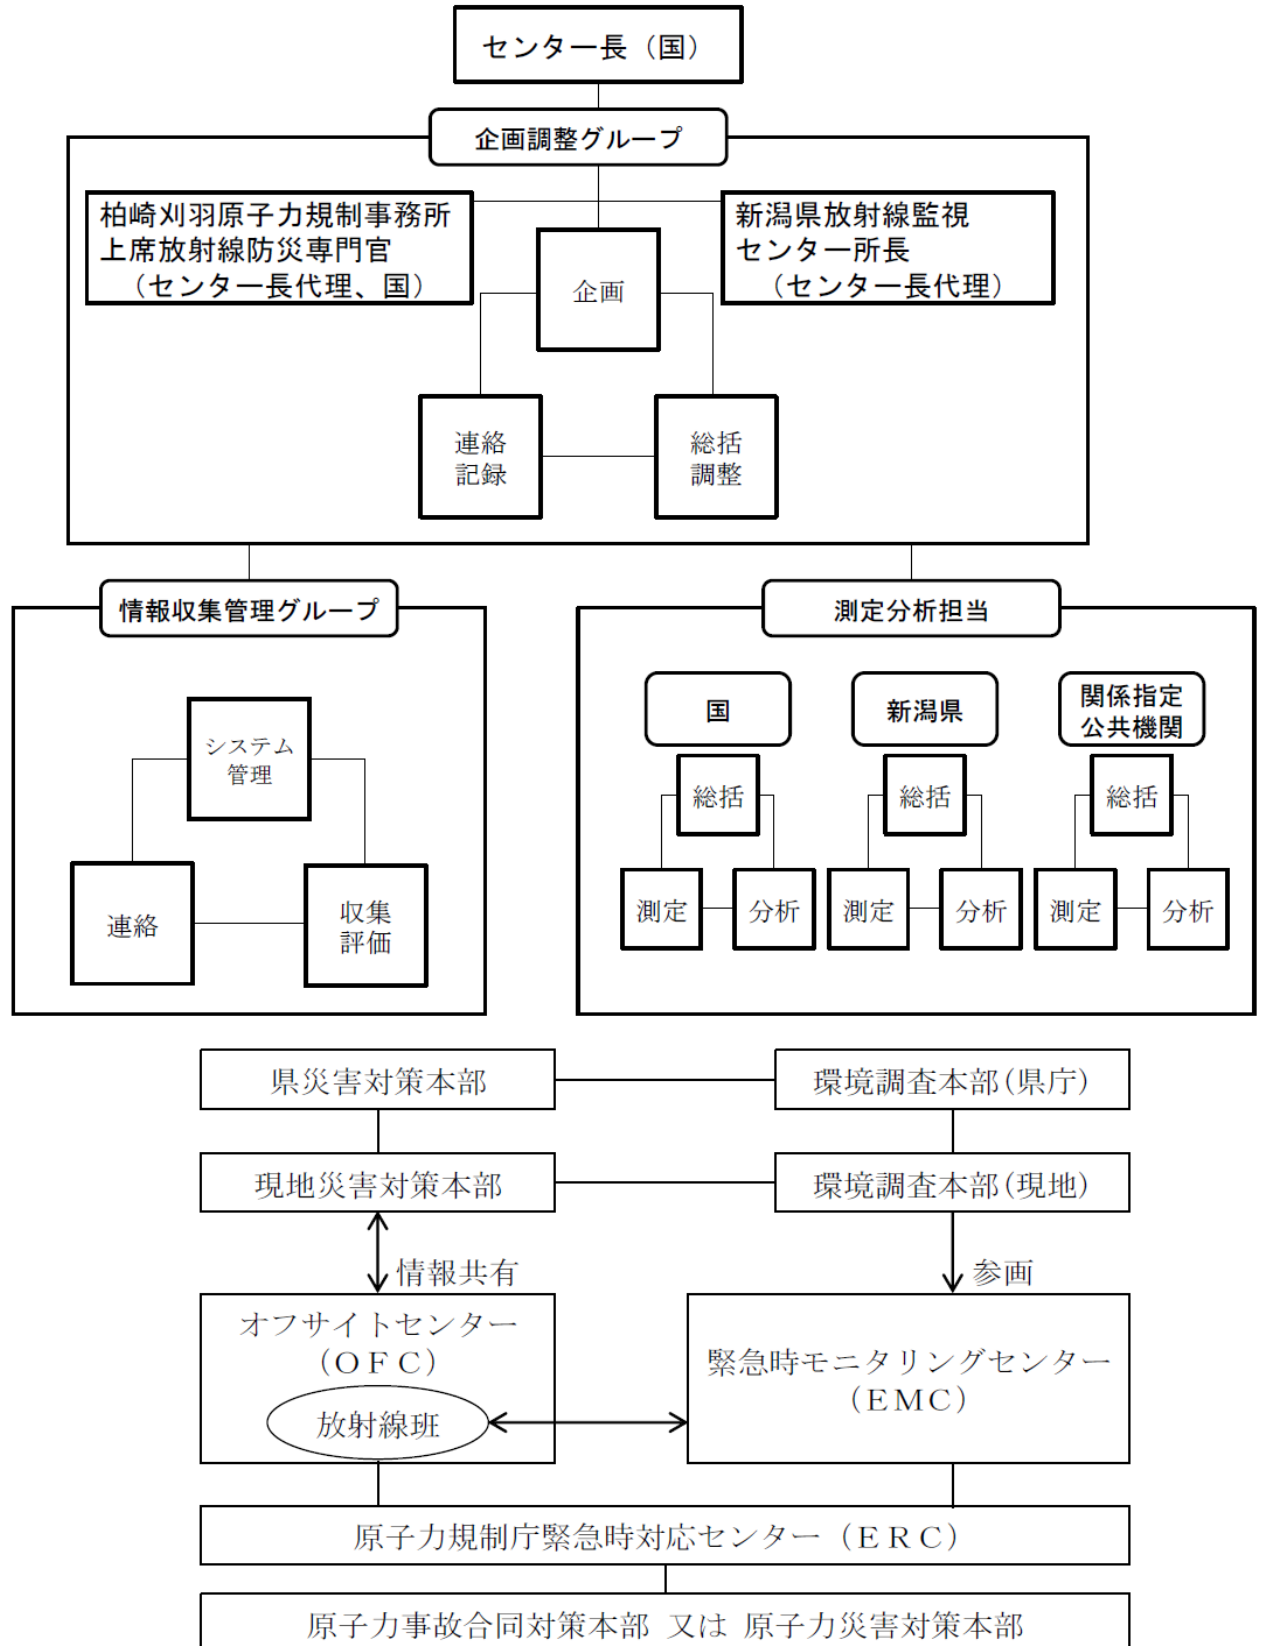 センター長（国）
企画調整グループ
柏崎刈羽原子力規制事務所
上席放射線防災専門官
（センター長代理、国）
新潟県放射線監視
センター所長
（センター長代理）
企画
連絡
記録
総括
調整
情報収集管理グループ
システム
管理
連絡
収集
評価
測定分析担当
国
総括
測定
分析
新潟県
総括
測定
分析
関係指定
公共機関
総括
測定
分析
県災害対策本部
環境調査本部(県庁)
現地災害対策本部
環境調査本部(現地)
情報共有
参画
オフサイトセンター
（ＯＦＣ）
放射線班
緊急時モニタリングセンター
（ＥＭＣ）
原子力規制庁緊急時対応センター（ＥＲＣ）
原子力事故合同対策本部 又は 原子力災害対策本部